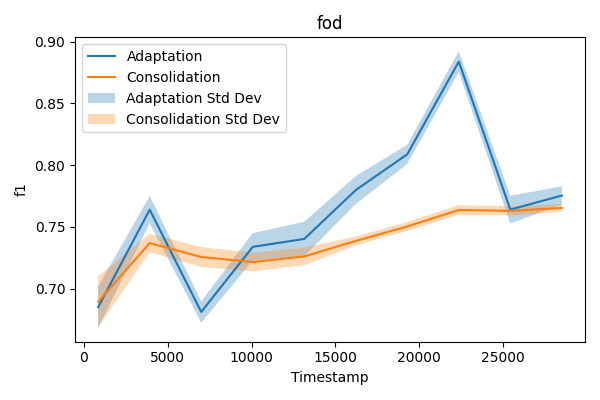 fod
Adaptation
Consolidation
Adaptation Std Dev
Consolidation Std Dev
0.90
0.85
0.80
0.75
0.70
f1
0 5000 10000 15000 20000 25000
Timestamp